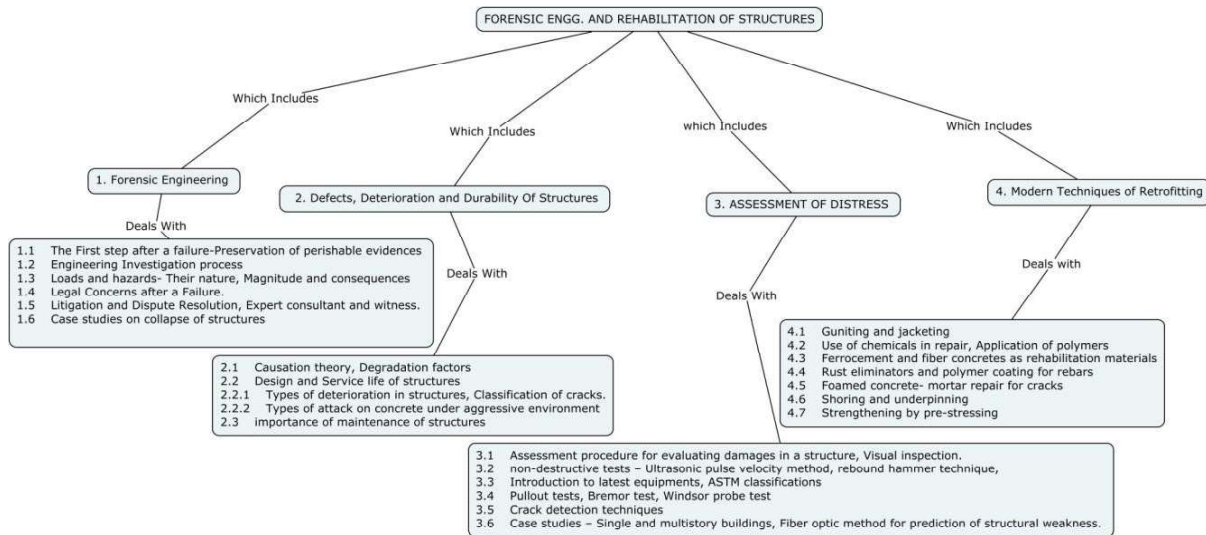 FORENSIC ENGG. AND REHABILITATION OF STRUCTURES
Which Includes
Which Includes
which Includes
Which Includes
1. Forensic Engineering
Deals With
1.1 The First step after a failure-Preservation of perishable evidences
1.2 Engineering Investigation process
1.3 Loads and hazards- Their nature, Magnitude and consequences
1.4 Legal Concerns after a Failure.
1.5 Litigation and Dispute Resolution, Expert consultant and witness.
1.6 Case studies on collapse of structures
2. Defects, Deterioration and Durability Of Structures
Deals With
2.1 Causation theory, Degradation factors
2.2 Design and Service life of structures
2.2.1 Types of deterioration in structures, Classification of cracks.
2.2.2 Types of attack on concrete under aggressive environment
2.3 importance of maintenance of structures
3. ASSESSMENT OF DISTRESS
Deals With
3.1 Assessment procedure for evaluating damages in a structure, Visual inspection.
3.2 non-destructive tests – Ultrasonic pulse velocity method, rebound hammer technique,
3.3 Introduction to latest equipments, ASTM classifications
3.4 Pullout tests, Bremor test, Windsor probe test
3.5 Crack detection techniques
3.6 Case studies – Single and multistory buildings, Fiber optic method for prediction of structural weakness.
4. Modern Techniques of Retrofitting
Deals with
4.1 Guniting and jacketing
4.2 Use of chemicals in repair, Application of polymers
4.3 Ferrocement and fiber concretes as rehabilitation materials
4.4 Rust eliminators and polymer coating for rebars
4.5 Foamed concrete- mortar repair for cracks
4.6 Shoring and underpinning
4.7 Strengthening by pre-stressing